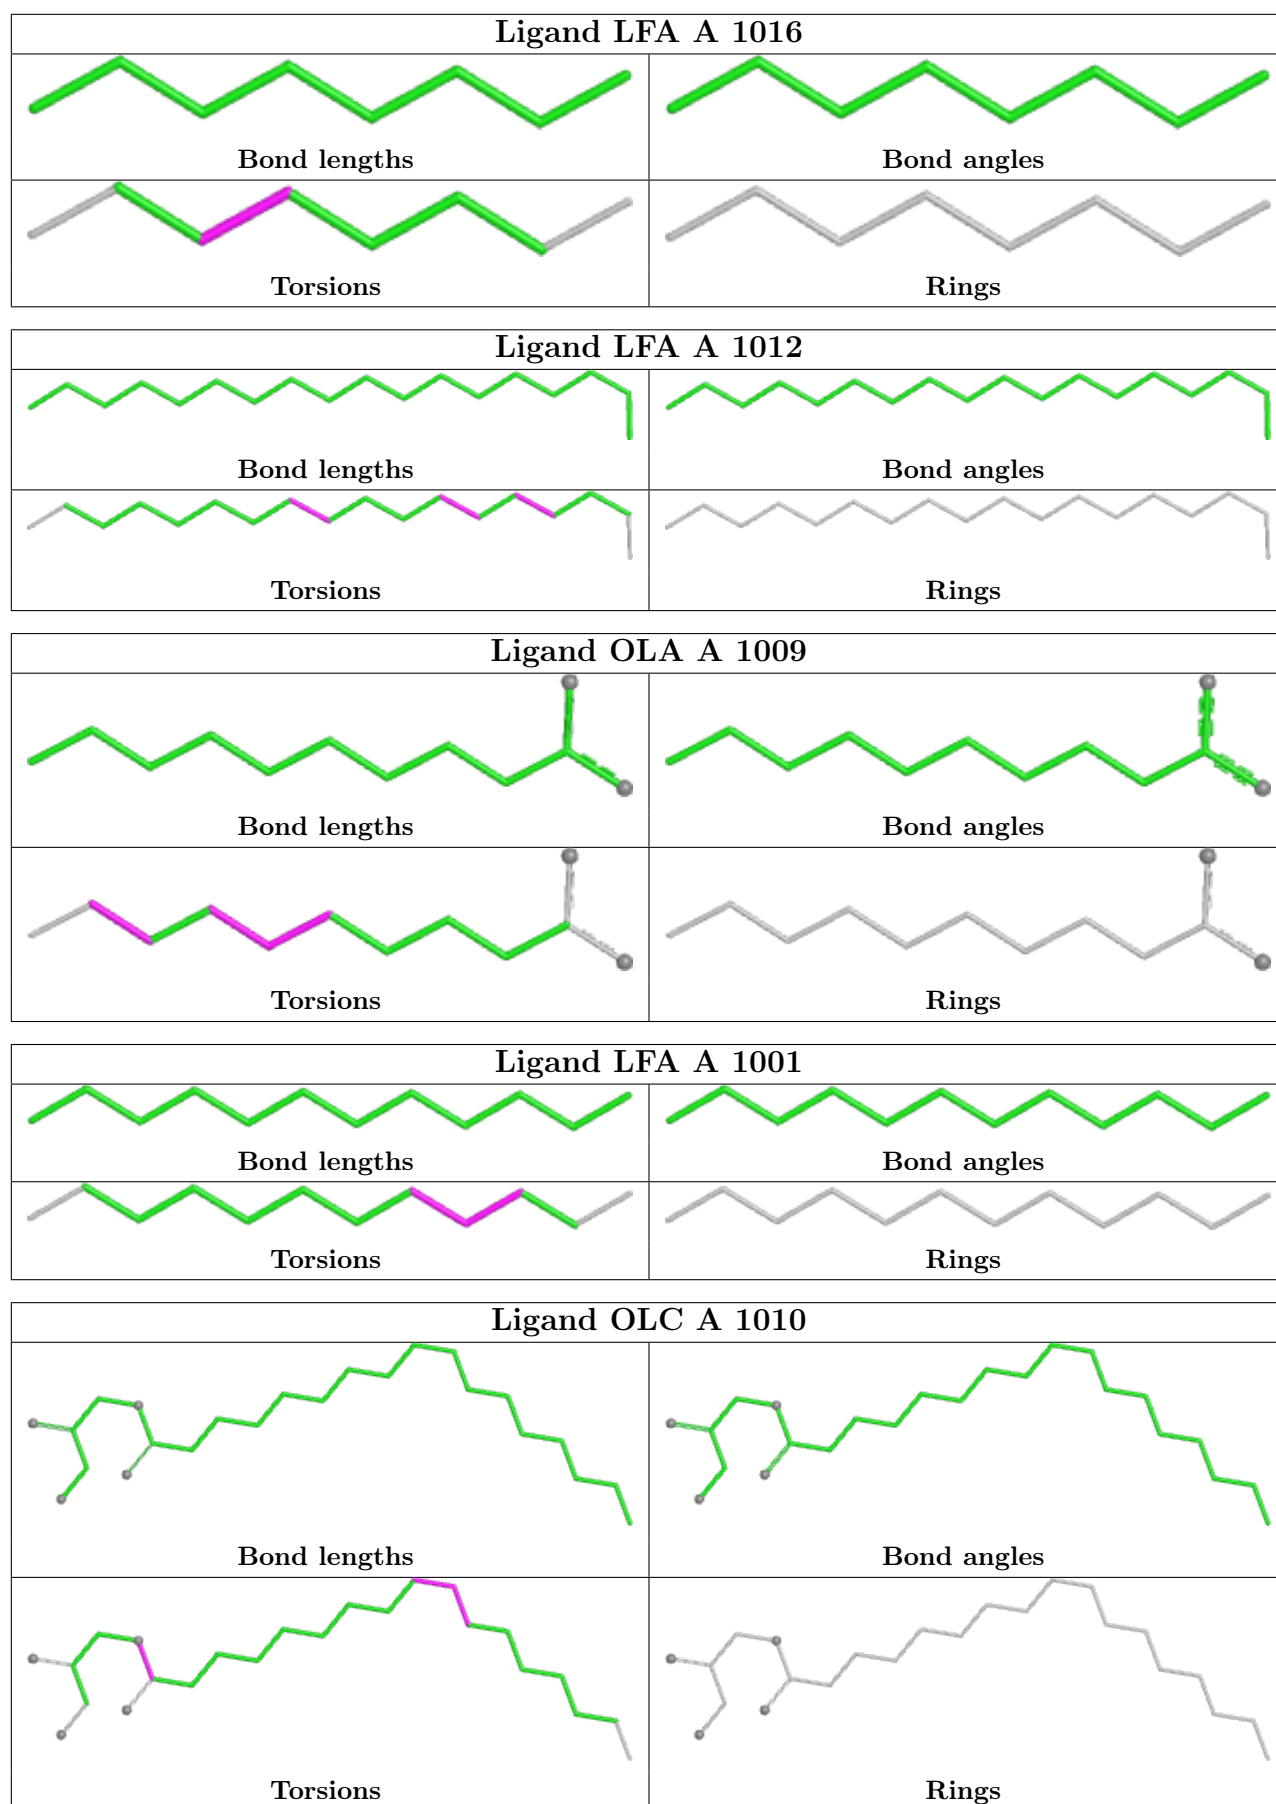 Ligand LFA A 1016
Bond lengths Bond angles
Torsions Rings
Ligand LFA A 1012
Bond lengths Bond angles
Torsions Rings
Ligand OLA A 1009
Bond lengths Bond angles
Torsions Rings
Ligand LFA A 1001
Bond lengths Bond angles
Torsions Rings
Ligand OLC A 1010
Bond lengths Bond angles
Torsions Rings